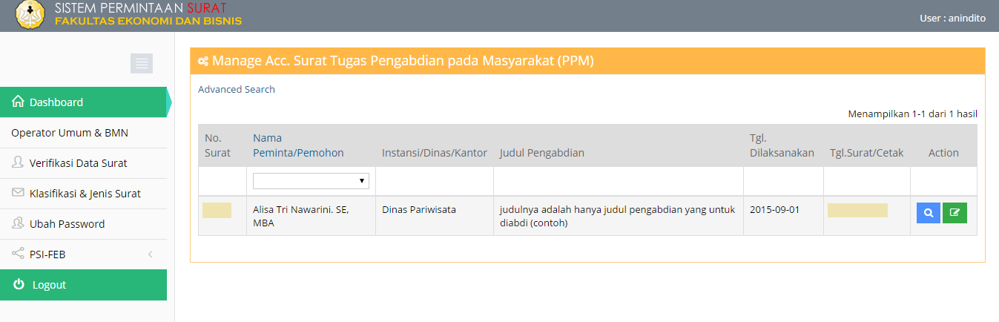 SISTEM PERMINTAAN SURAT
FAKULTAS EKONOMI DAN BISNIS
User : anindito
Manage Acc. Surat Tugas Pengabdian pada Masyarakat (PPM)
Advanced Search
Menampilkan 1-1 dari 1 hasil
Dashboard
Operator Umum & BMN
Verifikasi Data Surat
Klasifikasi & Jenis Surat
Ubah Password
PSI-FEB
Logout
No. Surat
Nama Peminta/Pemohon
Instansi/Dinas/Kantor
Judul Pengabdian
Tgl. Dilaksanakan
Tgl.Surat/Cetak
Action
Alisa Tri Nawarini. SE, MBA
Dinas Pariwisata
judulnya adalah hanya judul pengabdian yang untuk diabdi (contoh)
2015-09-01